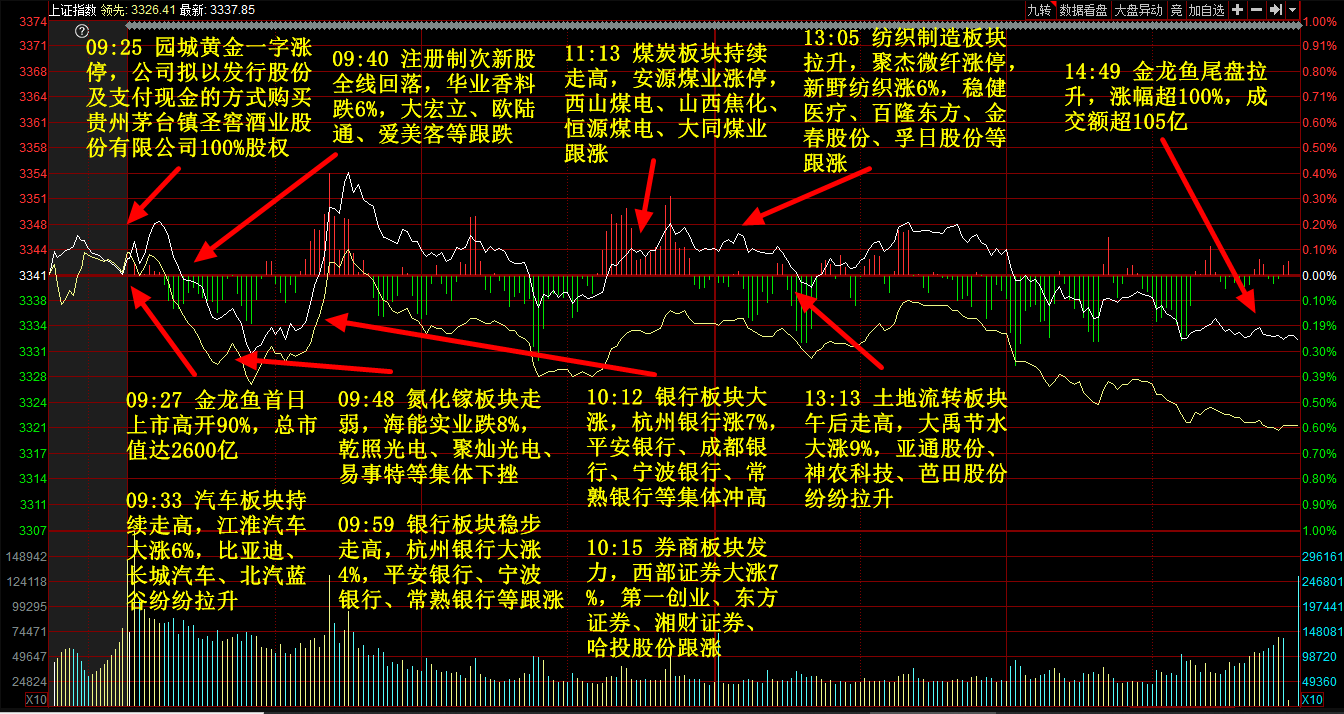 上证指数 领先: 3326.41 最新: 3337.85
九转 数据看盘 大盘异动 竞 加自选
3374
3371
3368
3364
3361
3358
3354
3351
3348
3344
3341
3338
3334
3331
3328
3324
3321
3317
3314
3311
3307
148942
124118
99295
74471
49647
24824
X10
09:25 园城黄金一字涨
停，公司拟以发行股份
及支付现金的方式购买
贵州茅台镇圣窖酒业股
份有限公司100%股权
09:40 注册制次新股
全线回落，华业香料
跌6%，大宏立、欧陆
通、爱美客等跟跌
11:13 煤炭板块持续
走高，安源煤业涨停，
西山煤电、山西焦化、
恒源煤电、大同煤业
跟涨
13:05 纺织制造板块
拉升，聚杰微纤涨停，
新野纺织涨6%，稳健
医疗、百隆东方、金
春股份、孚日股份等
跟涨
14:49 金龙鱼尾盘拉
升，涨幅超100%，成
交额超105亿
09:27 金龙鱼首日
上市高开90%，总市
值达2600亿
09:33 汽车板块持
续走高，江淮汽车
大涨6%，比亚迪、
长城汽车、北汽蓝
谷纷纷拉升
09:48 氮化镓板块走
弱，海能实业跌8%，
乾照光电、聚灿光电、
易事特等集体下挫
09:59 银行板块稳步
走高，杭州银行大涨
4%，平安银行、宁波
银行、常熟银行等跟涨
10:12 银行板块大
涨，杭州银行涨7%，
平安银行、成都银
行、宁波银行、常
熟银行等集体冲高
10:15 券商板块发
力，西部证券大涨7
%，第一创业、东方
证券、湘财证券、
哈投股份跟涨
13:13 土地流转板块
午后走高，大禹节水
大涨9%，亚通股份、
神农科技、芭田股份
纷纷拉升
1.00%
0.91%
0.80%
0.71%
0.61%
0.50%
0.40%
0.30%
0.20%
0.10%
0.00%
0.10%
0.19%
0.30%
0.39%
0.50%
0.60%
0.70%
0.80%
0.90%
1.00%
296161
246801
197441
148081
98720
49360
X10